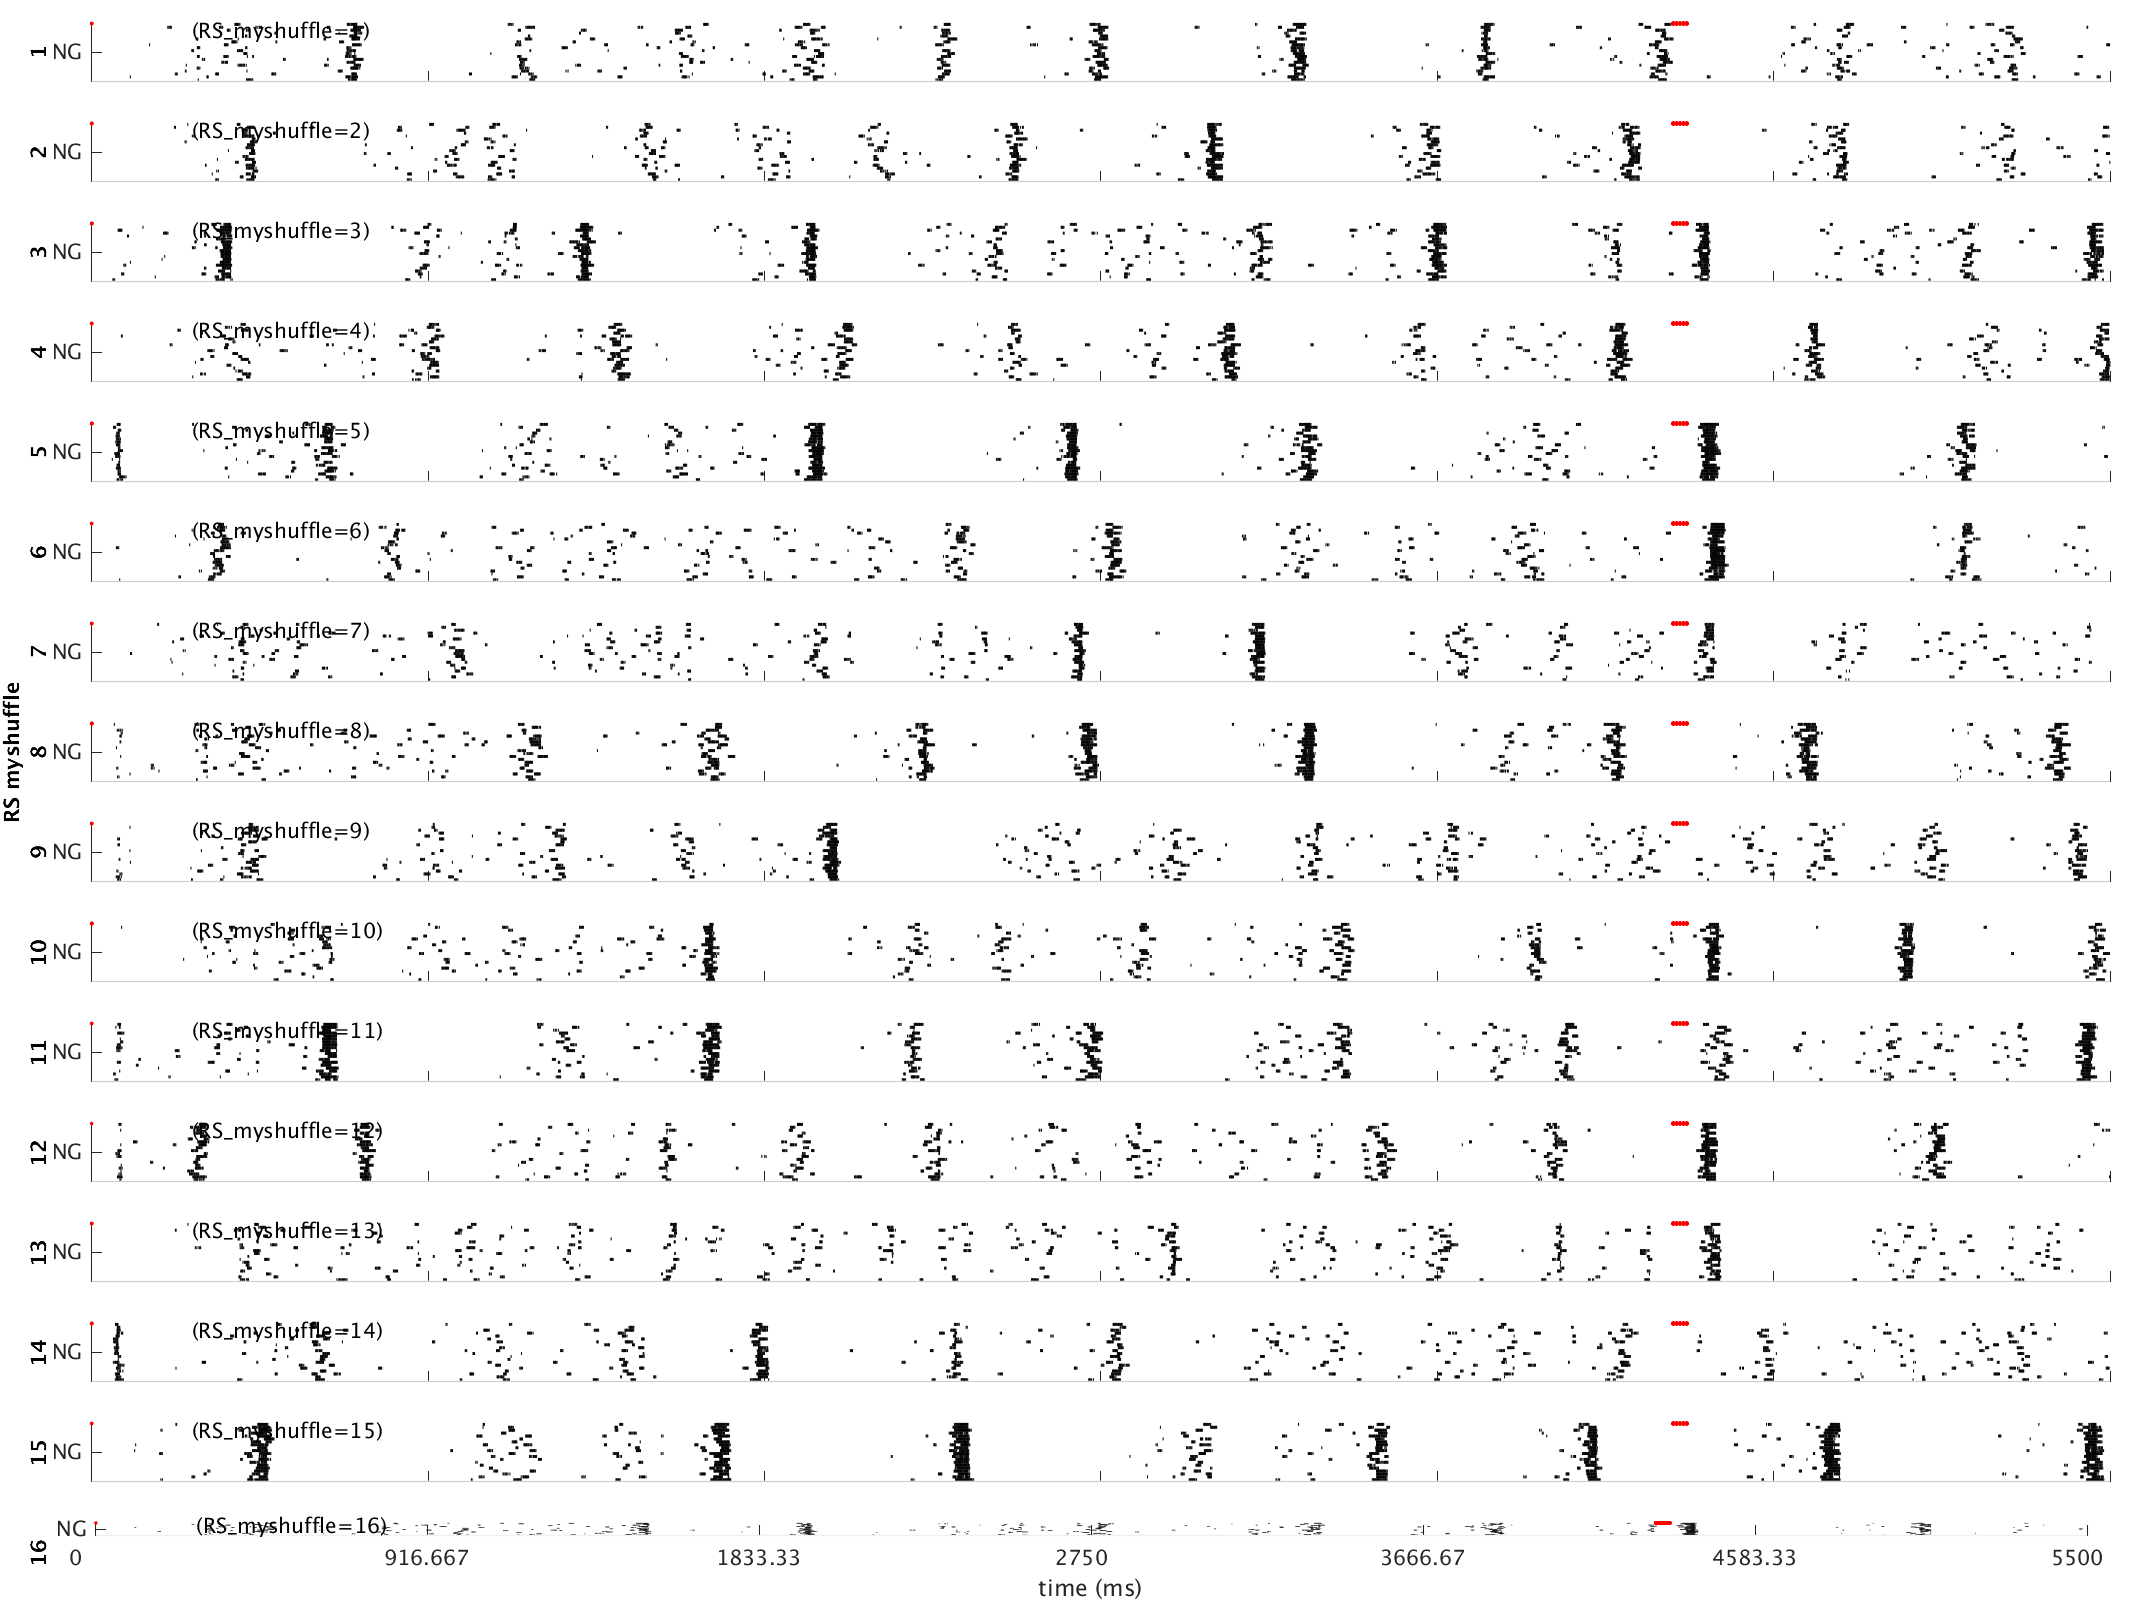 1 NG (RS_myshuffle=1)
2 NG (RS_myshuffle=2)
3 NG (RS_myshuffle=3)
4 NG (RS_myshuffle=4)
5 NG (RS_myshuffle=5)
6 NG (RS_myshuffle=6)
7 NG (RS_myshuffle=7)
RS myshuffle
8 NG (RS_myshuffle=8)
9 NG (RS_myshuffle=9)
10 NG (RS_myshuffle=10)
11 NG (RS_myshuffle=11)
12 NG (RS_myshuffle=12)
13 NG (RS_myshuffle=13)
14 NG (RS_myshuffle=14)
15 NG (RS_myshuffle=15)
16 NG (RS_myshuffle=16)
0 916.667 1833.33 2750 3666.67 4583.33 5500
time (ms)